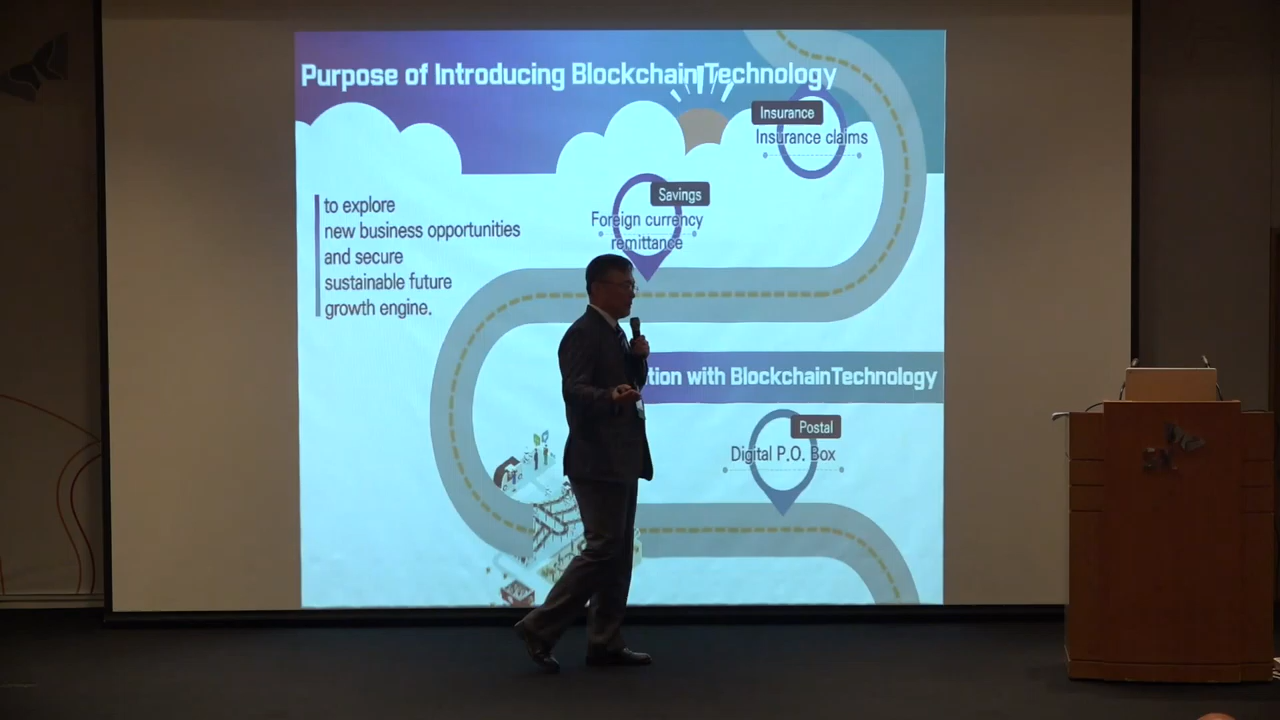 Purpose of Introducing Blockchain Technology
Insurance
Insurance claims
Savings
Foreign currency
remittance
to explore
new business opportunities
and secure
sustainable future
growth engine.
with Blockchain Technology
Postal
Digital P.O. Box